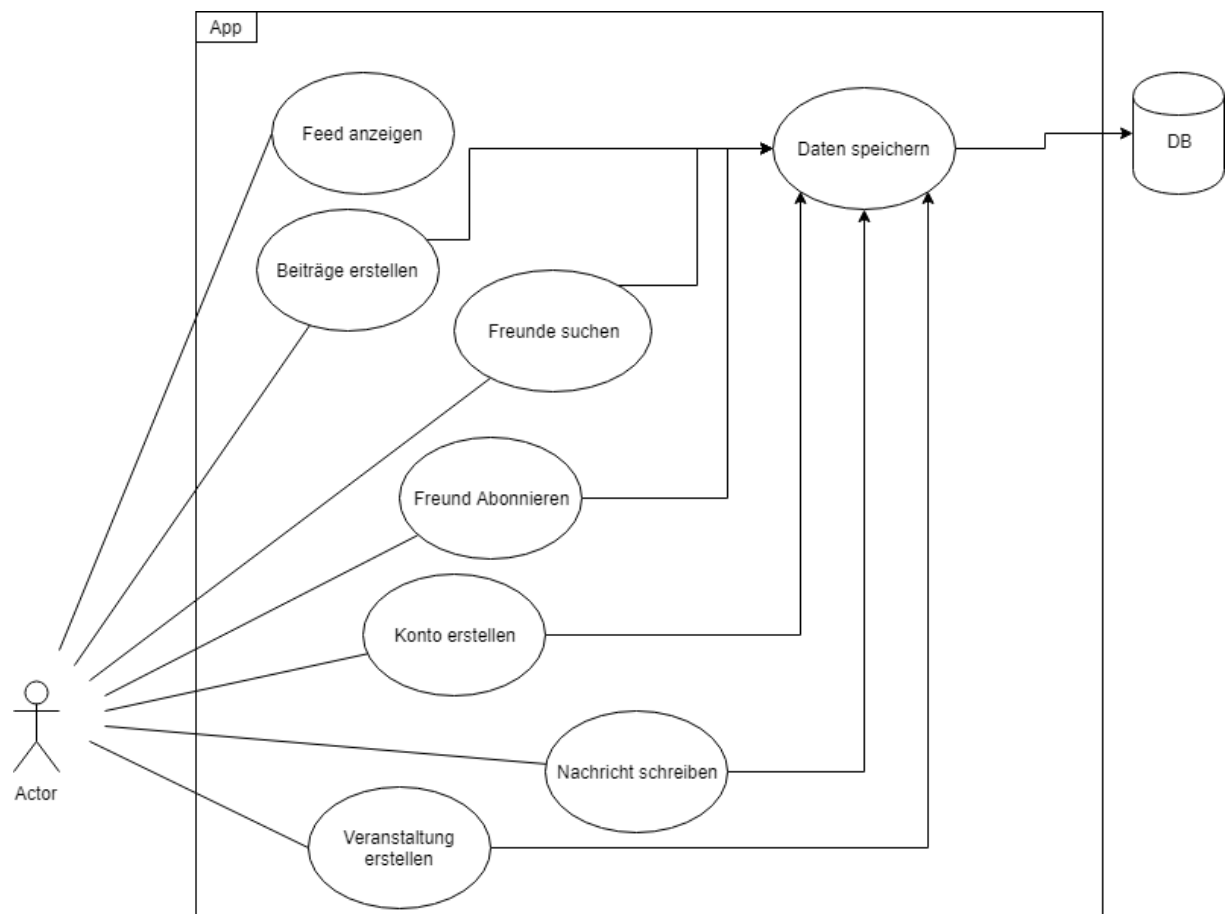 App
Feed anzeigen
Daten speichern
DB
Beiträge erstellen
Freunde suchen
Freund Abonnieren
Konto erstellen
Nachricht schreiben
Actor
Veranstaltung
erstellen